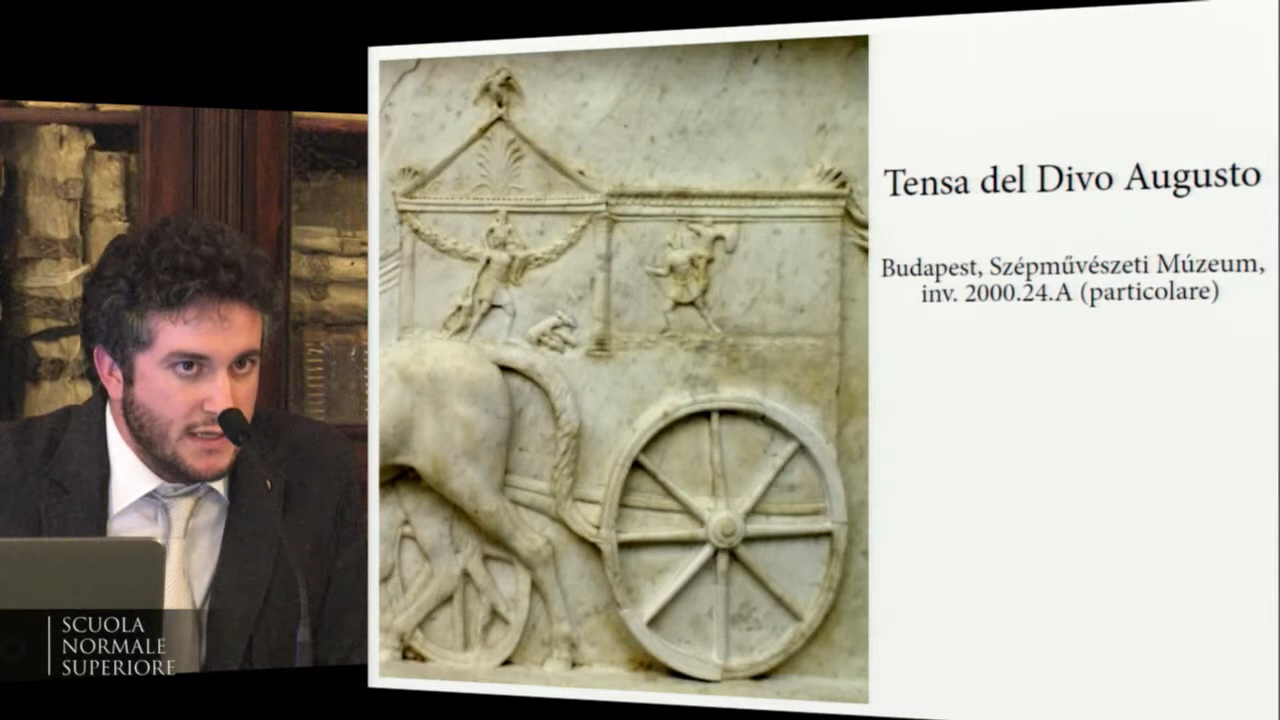 Tensa del Divo Augusto
Budapest, Szépművészeti Múzeum,
inv. 2000.24.A (particolare)
SCUOLA
NORMALE
SUPERIORE